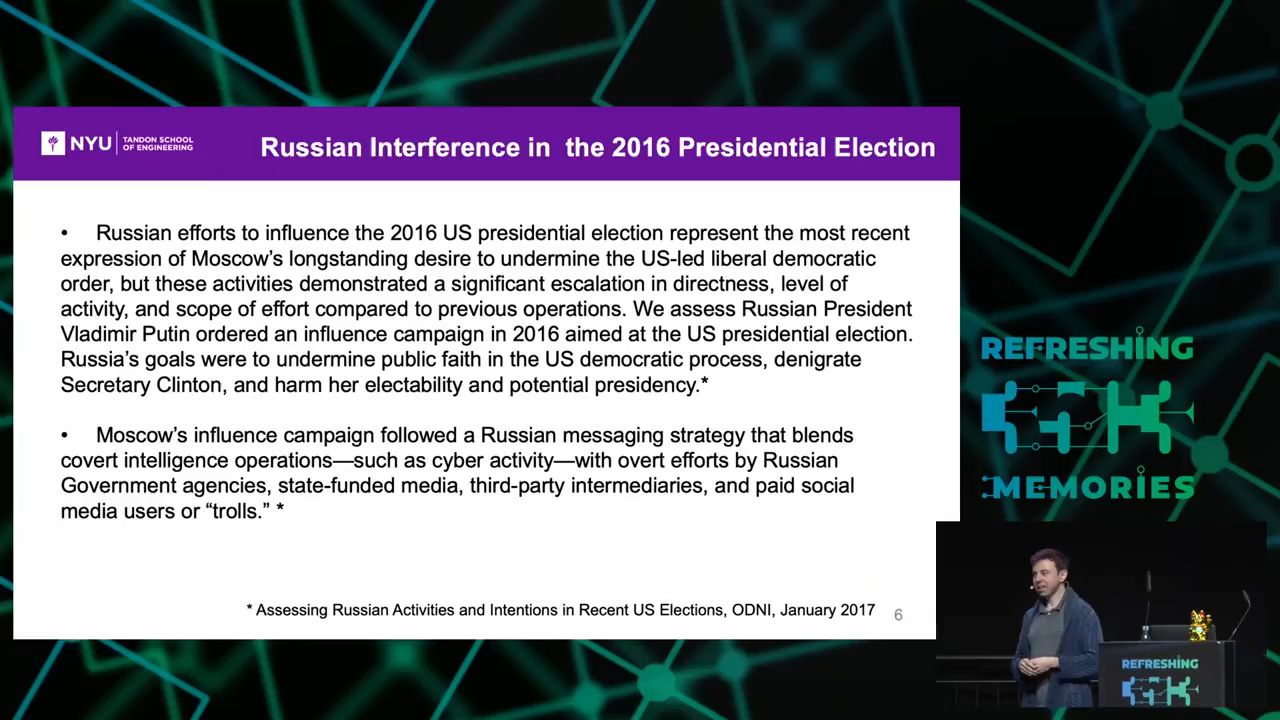 NYU TANDON SCHOOL
OF ENGINEERING
Russian Interference in  the 2016 Presidential Election
• Russian efforts to influence the 2016 US presidential election represent the most recent
expression of Moscow’s longstanding desire to undermine the US-led liberal democratic
order, but these activities demonstrated a significant escalation in directness, level of
activity, and scope of effort compared to previous operations. We assess Russian President
Vladimir Putin ordered an influence campaign in 2016 aimed at the US presidential election.
Russia’s goals were to undermine public faith in the US democratic process, denigrate
Secretary Clinton, and harm her electability and potential presidency.*
• Moscow’s influence campaign followed a Russian messaging strategy that blends
covert intelligence operations—such as cyber activity—with overt efforts by Russian
Government agencies, state-funded media, third-party intermediaries, and paid social
media users or “trolls.” *
* Assessing Russian Activities and Intentions in Recent US Elections, ODNI, January 2017
6
REFRESHING
MEMORIES
REFRESHING